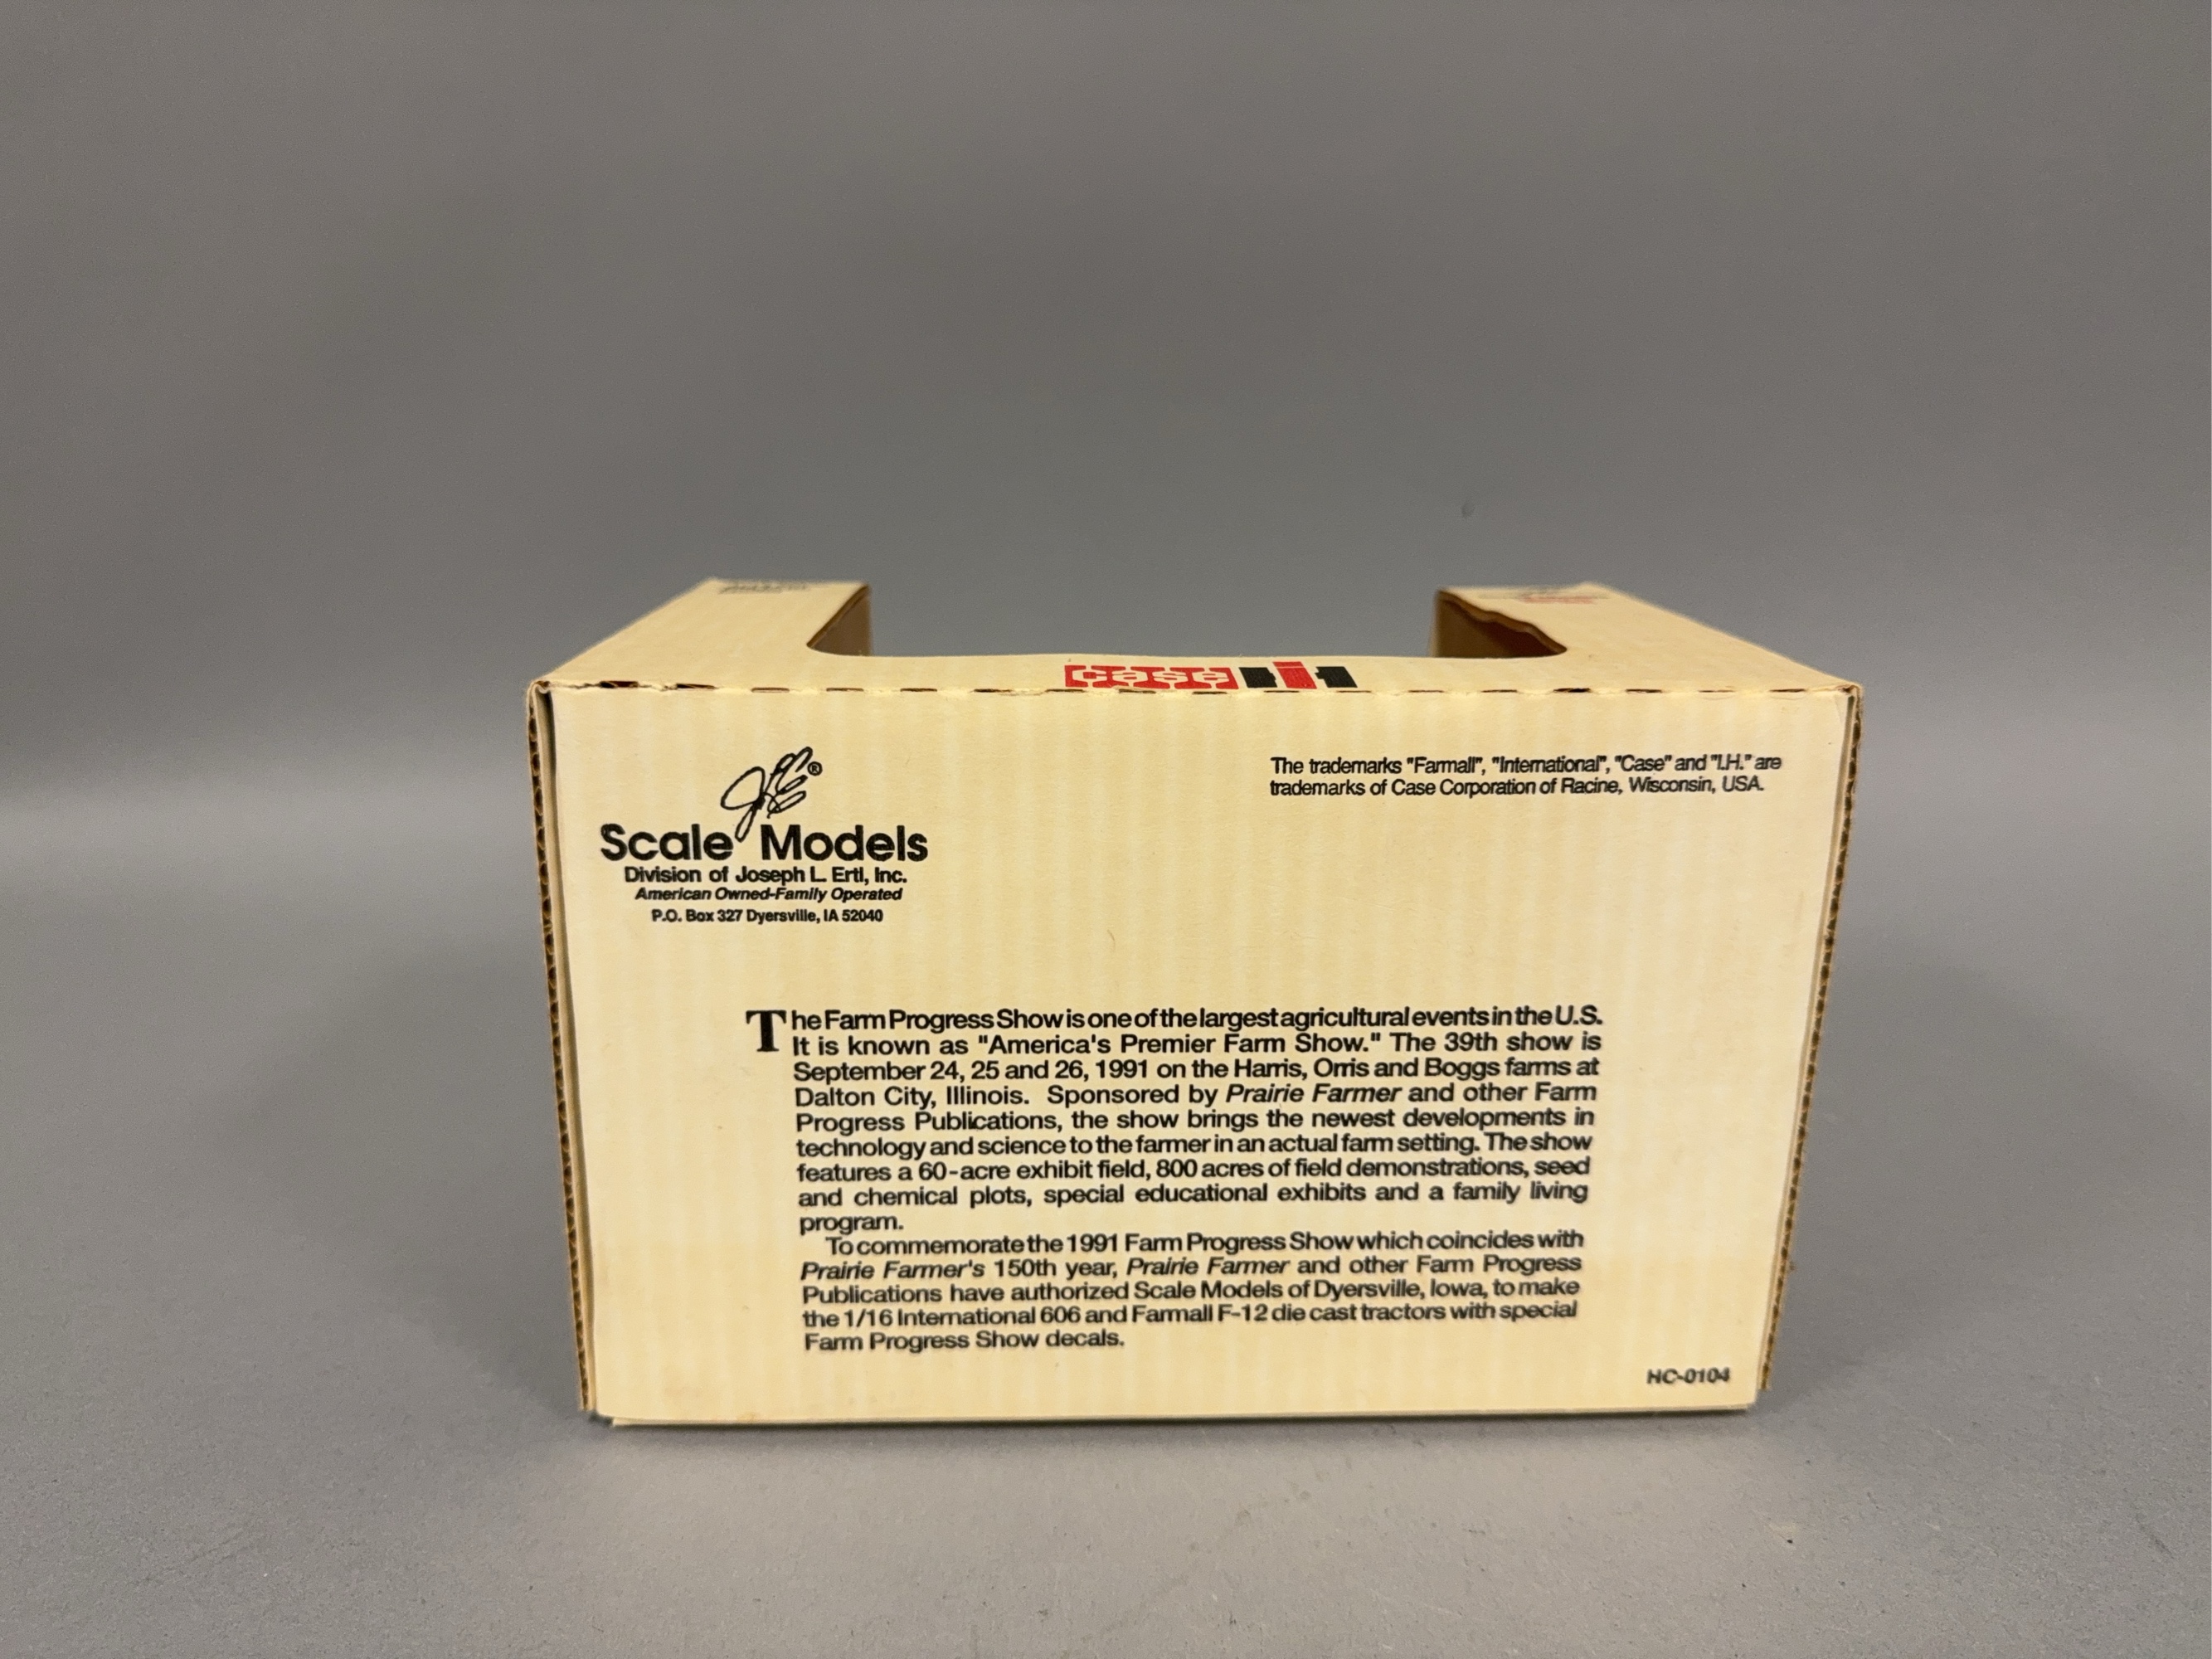 case IH
JLE®
Scale Models
Division of Joseph L. Ertl, Inc.
American Owned-Family Operated
P.O. Box 327 Dyersville, IA 52040
The trademarks "Farmall", "International", "Case" and "I.H." are
trademarks of Case Corporation of Racine, Wisconsin, USA.
The Farm Progress Show is one of the largest agricultural events in the U.S.
It is known as "America's Premier Farm Show." The 39th show is
September 24, 25 and 26, 1991 on the Harris, Orris and Boggs farms at
Dalton City, Illinois. Sponsored by Prairie Farmer and other Farm
Progress Publications, the show brings the newest developments in
technology and science to the farmer in an actual farm setting. The show
features a 60-acre exhibit field, 800 acres of field demonstrations, seed
and chemical plots, special educational exhibits and a family living
program.
To commemorate the 1991 Farm Progress Show which coincides with
Prairie Farmer's 150th year, Prairie Farmer and other Farm Progress
Publications have authorized Scale Models of Dyersville, Iowa, to make
the 1/16 International 606 and Farmall F-12 die cast tractors with special
Farm Progress Show decals.
HC-0104